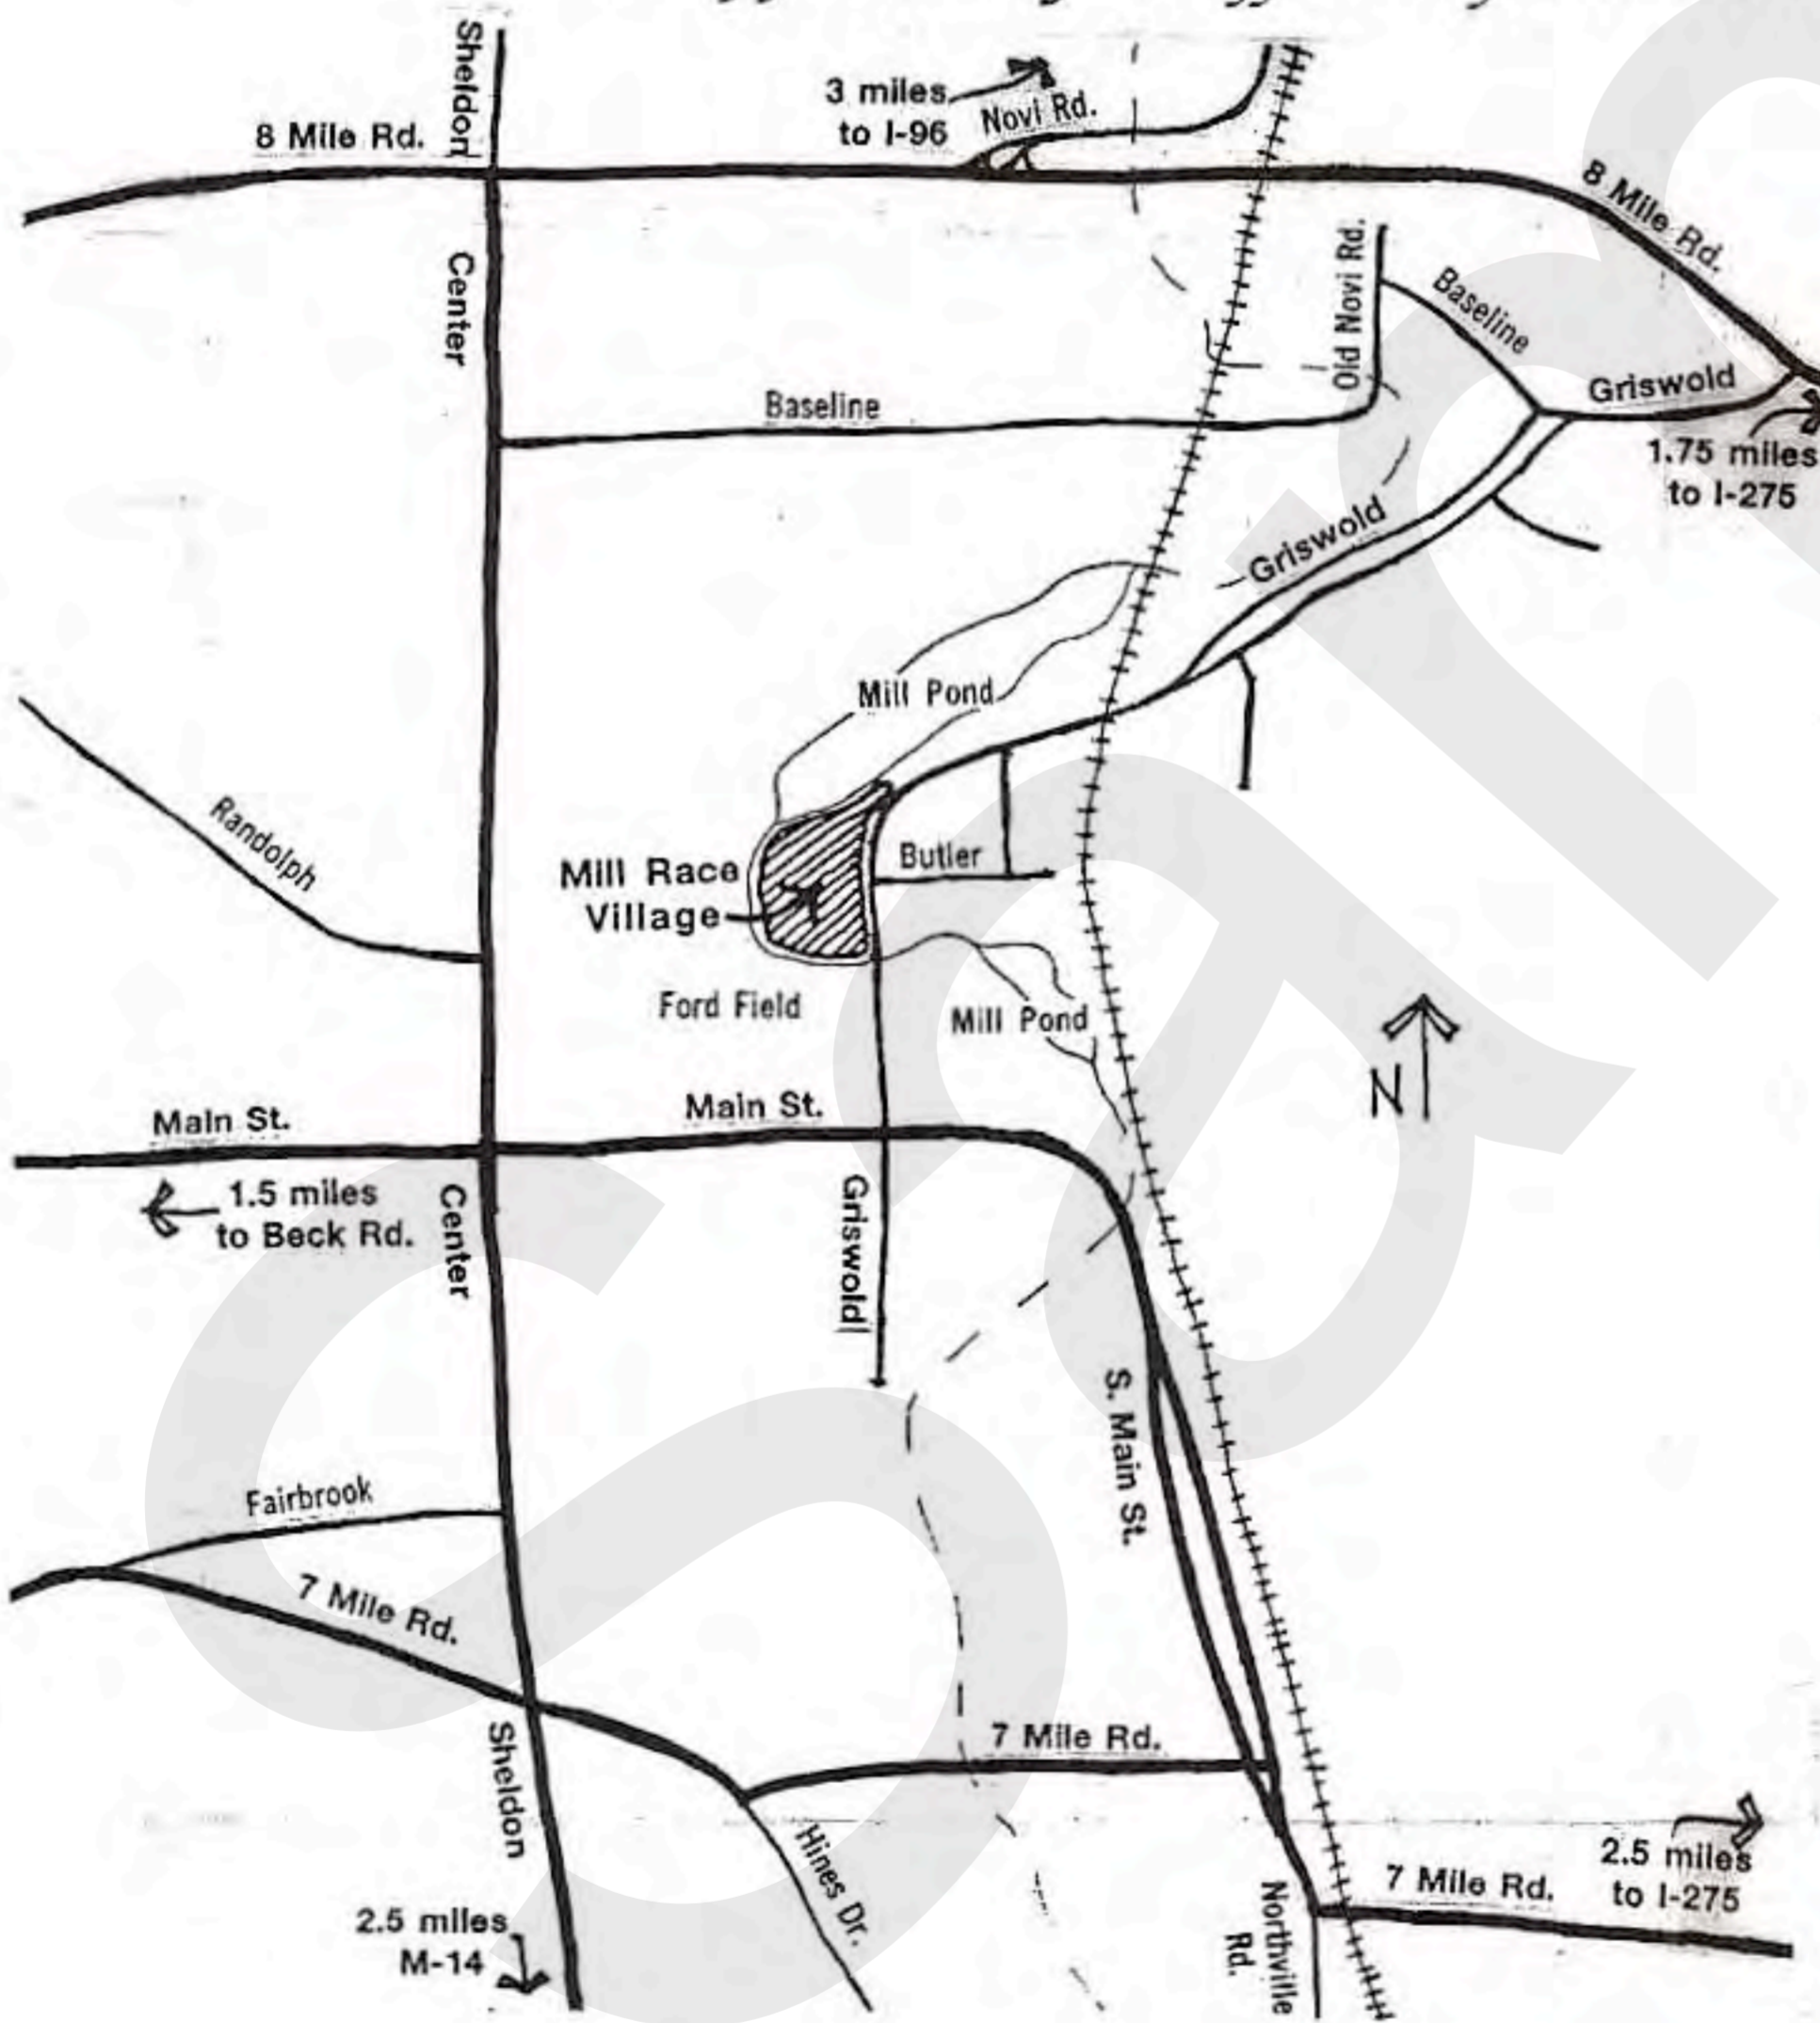 Sheldon
3 miles
to I-96
Novi Rd.
8 Mile Rd.
8 Mile Rd.
Center
Old Novi Rd.
Baseline
Baseline
Griswold
1.75 miles
to I-275
Griswold
Mill Pond
Randolph
Mill Race
Village
Butler
Ford Field
Mill Pond
N
Main St.
Main St.
1.5 miles
to Beck Rd.
Center
Griswold
S. Main St.
Fairbrook
7 Mile Rd.
7 Mile Rd.
Sheldon
Hines Dr.
2.5 miles
to I-275
7 Mile Rd.
Northville
Rd.
2.5 miles
M-14